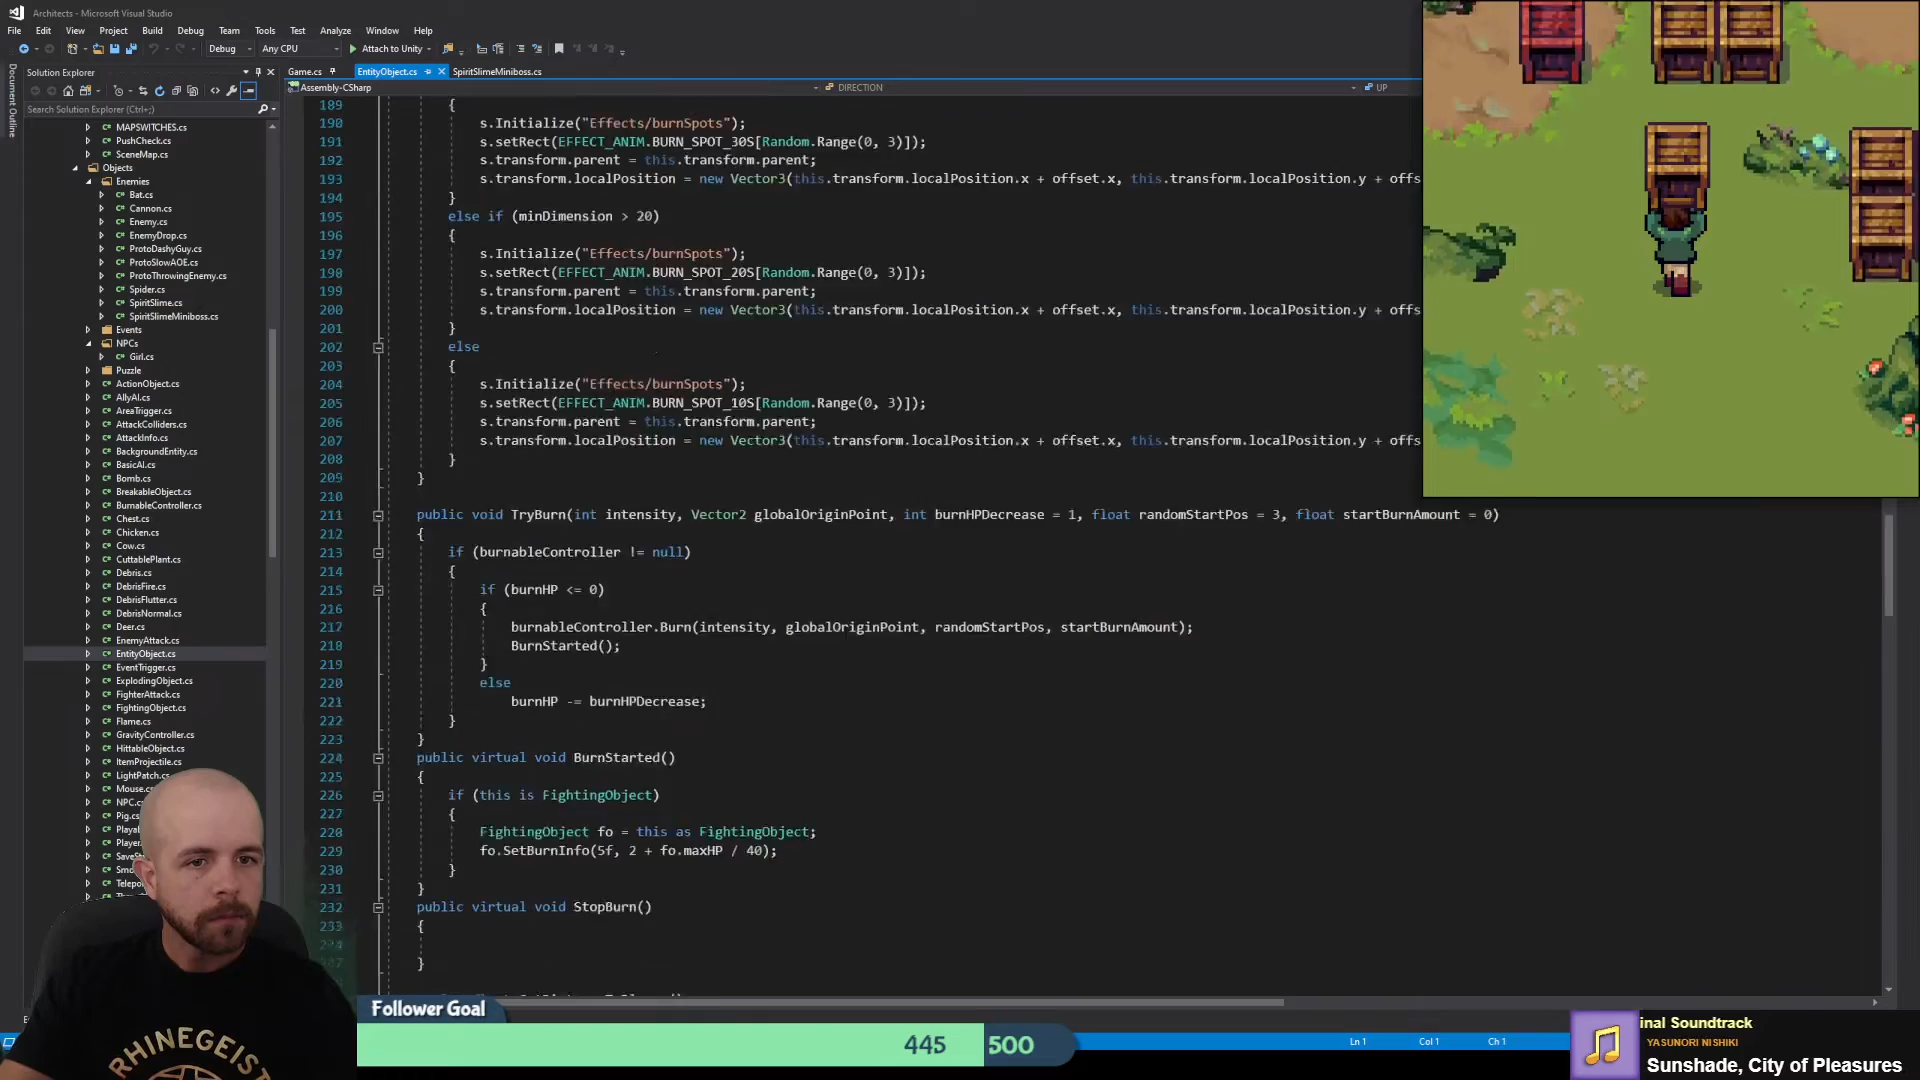 Architects - Microsoft Visual Studio
File Edit View Project Build Debug Team Tools Test Analyze Window Help
Debug Any CPU Attach to Unity
Document Outline
Solution Explorer
Game.cs EntityObject.cs SpiritSlimeMiniboss.cs
Assembly-CSharp DIRECTION UP
Search Solution Explorer (Ctrl+;)
MAPSWITCHES.cs
PushCheck.cs
SceneMap.cs
Objects
Enemies
Bat.cs
Cannon.cs
Enemy.cs
EnemyDrop.cs
ProtoDashyGuy.cs
ProtoSlowAOE.cs
ProtoThrowingEnemy.cs
Spider.cs
SpiritSlime.cs
SpiritSlimeMiniboss.cs
Events
NPCs
Girl.cs
Puzzle
ActionObject.cs
AllyAI.cs
AreaTrigger.cs
AttackColliders.cs
AttackInfo.cs
BackgroundEntity.cs
BasicAI.cs
Bomb.cs
BreakableObject.cs
BurnableController.cs
Chest.cs
Chicken.cs
Cow.cs
CuttablePlant.cs
Debris.cs
DebrisFire.cs
DebrisFlutter.cs
DebrisNormal.cs
Deer.cs
EnemyAttack.cs
EntityObject.cs
EventTrigger.cs
ExplodingObject.cs
FighterAttack.cs
FightingObject.cs
Flame.cs
GravityController.cs
HittableObject.cs
ItemProjectile.cs
LightPatch.cs
Mouse.cs
NPC.c
Pig.cs
Playa
Player
SaveSt
Smo
Telepo
189 {
190 s.Initialize("Effects/burnSpots");
191 s.setRect(EFFECT_ANIM.BURN_SPOT_30S[Random.Range(0, 3)]);
192 s.transform.parent = this.transform.parent;
193 s.transform.localPosition = new Vector3(this.transform.localPosition.x + offset.x, this.transform.localPosition.y + offs
194 }
195 else if (minDimension > 20)
196 {
197 s.Initialize("Effects/burnSpots");
198 s.setRect(EFFECT_ANIM.BURN_SPOT_20S[Random.Range(0, 3)]);
199 s.transform.parent = this.transform.parent;
200 s.transform.localPosition = new Vector3(this.transform.localPosition.x + offset.x, this.transform.localPosition.y + offs
201 }
202 else
203 {
204 s.Initialize("Effects/burnSpots");
205 s.setRect(EFFECT_ANIM.BURN_SPOT_10S[Random.Range(0, 3)]);
206 s.transform.parent = this.transform.parent;
207 s.transform.localPosition = new Vector3(this.transform.localPosition.x + offset.x, this.transform.localPosition.y + offs
208 }
209 }
210
211 public void TryBurn(int intensity, Vector2 globalOriginPoint, int burnHPDecrease = 1, float randomStartPos = 3, float startBurnAmount = 0)
212 {
213 if (burnableController != null)
214 {
215 if (burnHP <= 0)
216 {
217 burnableController.Burn(intensity, globalOriginPoint, randomStartPos, startBurnAmount);
218 BurnStarted();
219 }
220 else
221 burnHP -= burnHPDecrease;
222 }
223 }
224 public virtual void BurnStarted()
225 {
226 if (this is FightingObject)
227 {
228 FightingObject fo = this as FightingObject;
229 fo.SetBurnInfo(5f, 2 + fo.maxHP / 40);
230 }
231 }
232 public virtual void StopBurn()
233 {
234
}
Ln 1 Col 1 Ch 1
RHINEGEIST
Follower Goal
445 500
inal Soundtrack
YASUNORI NISHIKI
Sunshade, City of Pleasures